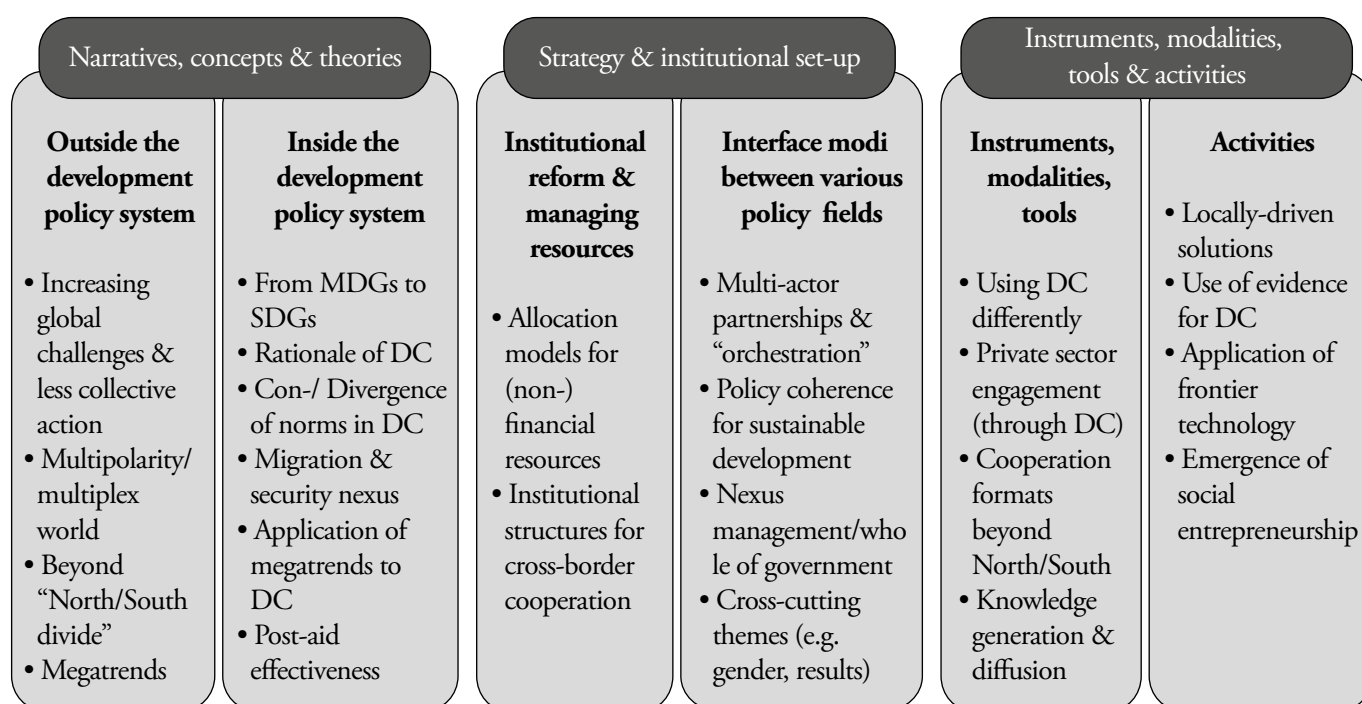 Narratives, concepts & theories
Outside the
development
policy system
• Increasing
global
challenges &
less collective
action
• Multipolarity/
multiplex
world
• Beyond
“North/South
divide”
• Megatrends
Inside the
development
policy system
• From MDGs to
SDGs
• Rationale of DC
• Con-/ Divergence
of norms in DC
• Migration &
security nexus
• Application of
megatrends to
DC
• Post-aid
effectiveness
Strategy & institutional set-up
Institutional
reform &
managing
resources
• Allocation
models for
(non-)
financial
resources
• Institutional
structures for
cross-border
cooperation
Interface modi
between various
policy fields
• Multi-actor
partnerships &
“orchestration”
• Policy coherence
for sustainable
development
• Nexus
management/who
le of government
• Cross-cutting
themes (e.g.
gender, results)
Instruments, modalities,
tools & activities
Instruments,
modalities,
tools
• Using DC
differently
• Private sector
engagement
(through DC)
• Cooperation
formats
beyond
North/South
• Knowledge
generation &
diffusion
Activities
• Locally-driven
solutions
• Use of evidence
for DC
• Application of
frontier
technology
• Emergence of
social
entrepreneurship